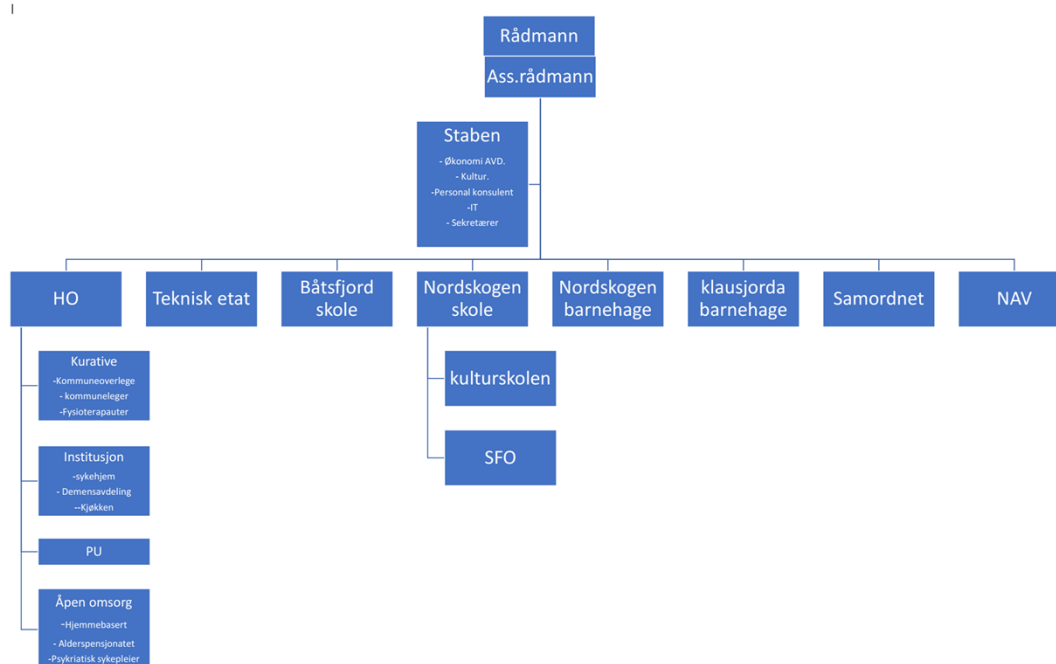 Rådmann
Ass.rådmann
Staben
- Økonomi AVD.
- Kultur.
-Personal konsulent
-IT
- Sekretærer
HO
Teknisk etat
Båtsfjord
skole
Nordskogen
skole
Nordskogen
barnehage
klausjorda
barnehage
Samordnet
NAV
Kurative
-Kommuneoverlege
- kommuneleger
-Fysioterapauter
Institusjon
-sykehjem
- Demensavdeling
--Kjøkken
PU
Åpen omsorg
-Hjemmebasert
- Alderspensjonatet
-Psykriatisk sykepleier
kulturskolen
SFO